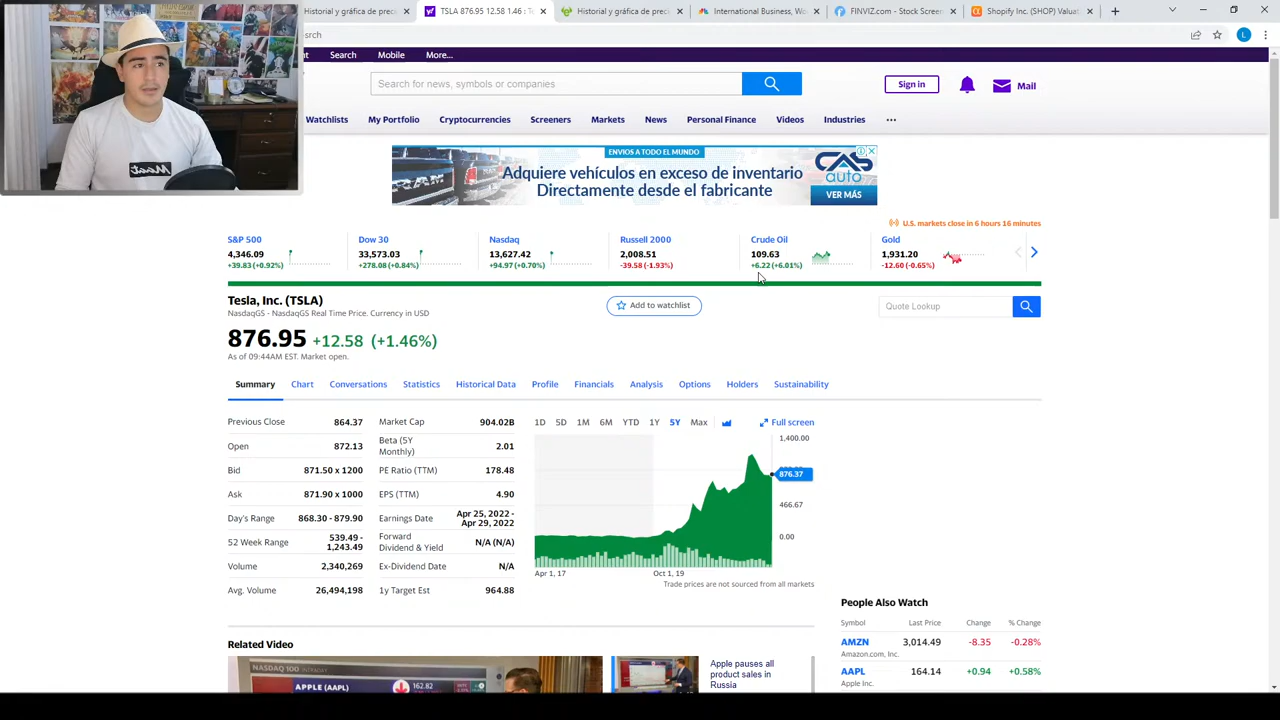 Historial y gráfica de preci
TSLA 876.95 12.58 1.46 : T
Historial y gráfica de preci
International Business, Wo
FINVIZ.com - Stock Screen
Shopify Inc. (SHOP) Valuat
L
Search
Mobile
More...
Search for news, symbols or companies
Sign in
Mail
Watchlists
My Portfolio
Cryptocurrencies
Screeners
Markets
News
Personal Finance
Videos
Industries
ENVIOS A TODO EL MUNDO
Adquiere vehículos en exceso de inventario
Directamente desde el fabricante
CAS
auto
VER MÁS
U.S. markets close in 6 hours 16 minutes
S&P 500
4,346.09
+39.83 (+0.92%)
Dow 30
33,573.03
+278.08 (+0.84%)
Nasdaq
13,627.42
+94.97 (+0.70%)
Russell 2000
2,008.51
-39.58 (-1.93%)
Crude Oil
109.63
+6.22 (+6.01%)
Gold
1,931.20
-12.60 (-0.65%)
Tesla, Inc. (TSLA)
NasdaqGS - NasdaqGS Real Time Price. Currency in USD
Add to watchlist
Quote Lookup
876.95 +12.58 (+1.46%)
As of 09:44AM EST. Market open.
Summary
Chart
Conversations
Statistics
Historical Data
Profile
Financials
Analysis
Options
Holders
Sustainability
Previous Close 864.37
Open 872.13
Bid 871.50 x 1200
Ask 871.90 x 1000
Day's Range 868.30 - 879.90
52 Week Range 539.49 -
1,243.49
Volume 2,340,269
Avg. Volume 26,494,198
Market Cap 904.02B
Beta (5Y
Monthly) 2.01
PE Ratio (TTM) 178.48
EPS (TTM) 4.90
Earnings Date Apr 25, 2022 -
Apr 29, 2022
Forward
Dividend & Yield N/A (N/A)
Ex-Dividend Date N/A
1y Target Est 964.88
1D 5D 1M 6M YTD 1Y 5Y Max
Full screen
1,400.00
876.37
466.67
0.00
Apr 1, 17
Oct 1, 19
Trade prices are not sourced from all markets
People Also Watch
Symbol Last Price Change % Change
AMZN 3,014.49 -8.35 -0.28%
Amazon.com, Inc.
AAPL 164.14 +0.94 +0.58%
Apple Inc.
Related Video
NASDAQ 100 INTRADAY
APPLE (AAPL) 162.82
Apple pauses all
product sales in
Russia